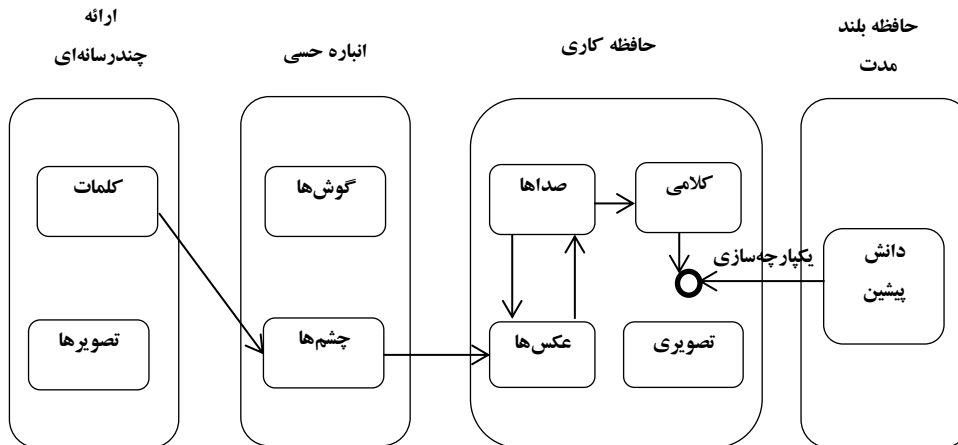 ارائه
چندرسانه‌ای
انباره حسی
حافظه کاری
حافظه بلند
مدت
کلمات
گوش‌ها
صداها
کلامی
یکپارچه‌سازی
دانش
پیشین
تصویرها
چشم‌ها
عکس‌ها
تصویری